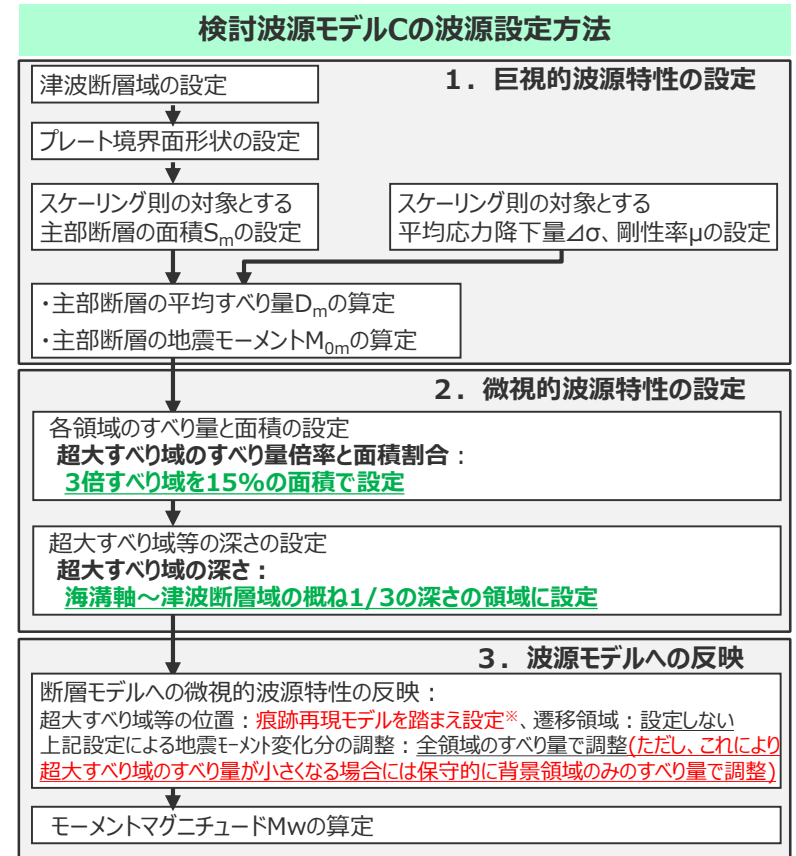 検討波源モデルCの波源設定方法
1．巨視的波源特性の設定
津波断層域の設定
プレート境界面形状の設定
スケーリング則の対象とする
主部断層の面積Smの設定
スケーリング則の対象とする
平均応力降下量⊿σ、剛性率μの設定
・主部断層の平均すべり量Dmの算定
・主部断層の地震モーメントM0mの算定
2．微視的波源特性の設定
各領域のすべり量と面積の設定
超大すべり域のすべり量倍率と面積割合：
3倍すべり域を15%の面積で設定
超大すべり域等の深さの設定
超大すべり域の深さ：
海溝軸～津波断層域の概ね1/3の深さの領域に設定
3．波源モデルへの反映
断層モデルへの微視的波源特性の反映：
超大すべり域等の位置：痕跡再現モデルを踏まえ設定※、遷移領域：設定しない
上記設定による地震モーメント変化分の調整：全領域のすべり量で調整(ただし、これにより
超大すべり域のすべり量が小さくなる場合には保守的に背景領域のみのすべり量で調整)
モーメントマグニチュードMwの算定